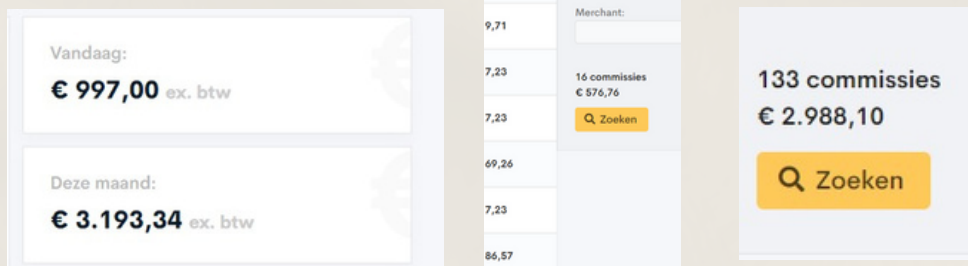 Vandaag:
€ 997,00 ex. btw
Deze maand:
€ 3.193,34 ex. btw
9,71
7,23
7,23
69,26
7,23
86,57
Merchant:
16 commissies
€ 576,76
Zoeken
133 commissies
€ 2.988,10
Zoeken